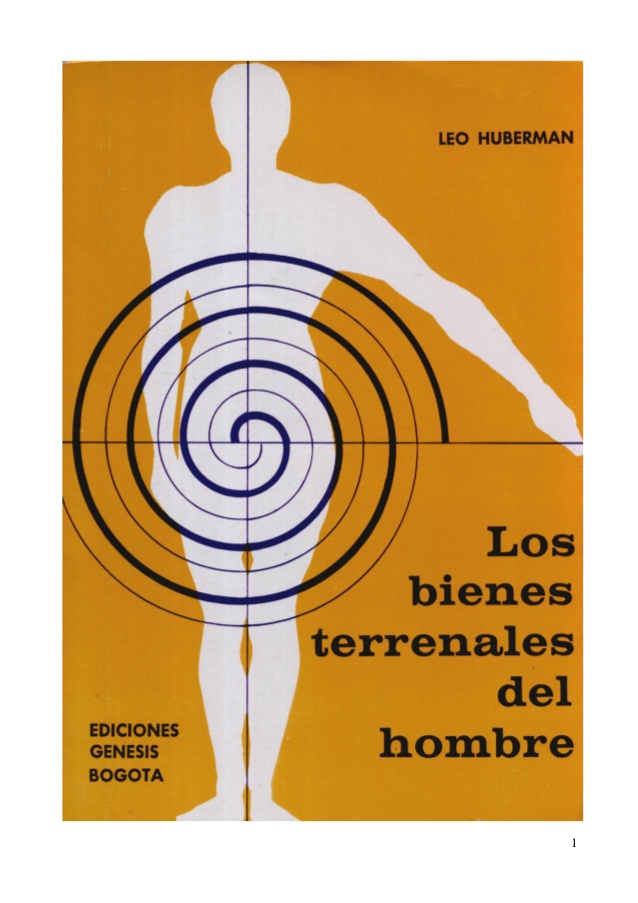 LEO HUBERMAN
Los
bienes
terrenales
del
hombre
EDICIONES
GENESIS
BOGOTA
1